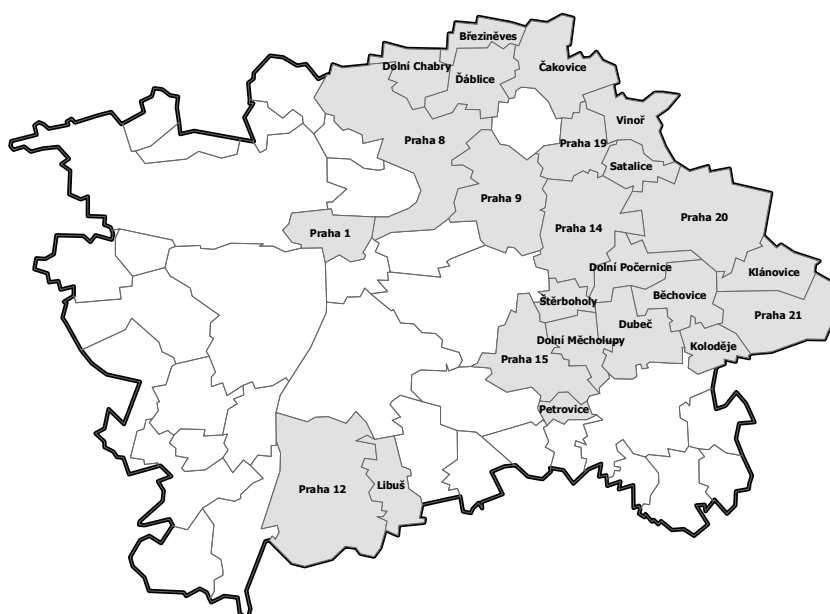 Březiněves
Dolní Chabry
Ďáblice
Čakovice
Vinoř
Praha 8
Praha 19
Satalice
Praha 9
Praha 20
Praha 1
Praha 14
Dolní Počernice
Klánovice
Štěrboholy
Běchovice
Praha 21
Dubeč
Dolní Měcholupy
Koloděje
Praha 15
Petrovice
Praha 12
Libuš